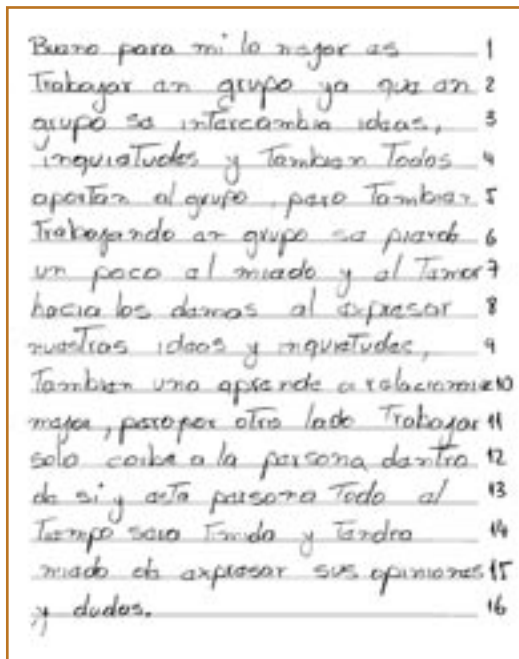 Bueno para mi lo mejor es 1
Trabajar en grupo ya que en 2
grupo se intercambia ideas, 3
inquietudes y Tambien Todos 4
aportan al grupo, pero Tambien 5
Trabajando en grupo se pierde 6
un poco el miedo y el Temor 7
hacia los demas al expresar 8
nuestras ideas y inquietudes, 9
Tambien uno aprende a relacionarse 10
mejor, pero por otro lado Trabajar 11
solo cohibe a la persona dentro 12
de si y esta persona Todo el 13
Tiempo sera Timida y Tendra 14
miedo de expresar sus opiniones 15
y dudas. 16